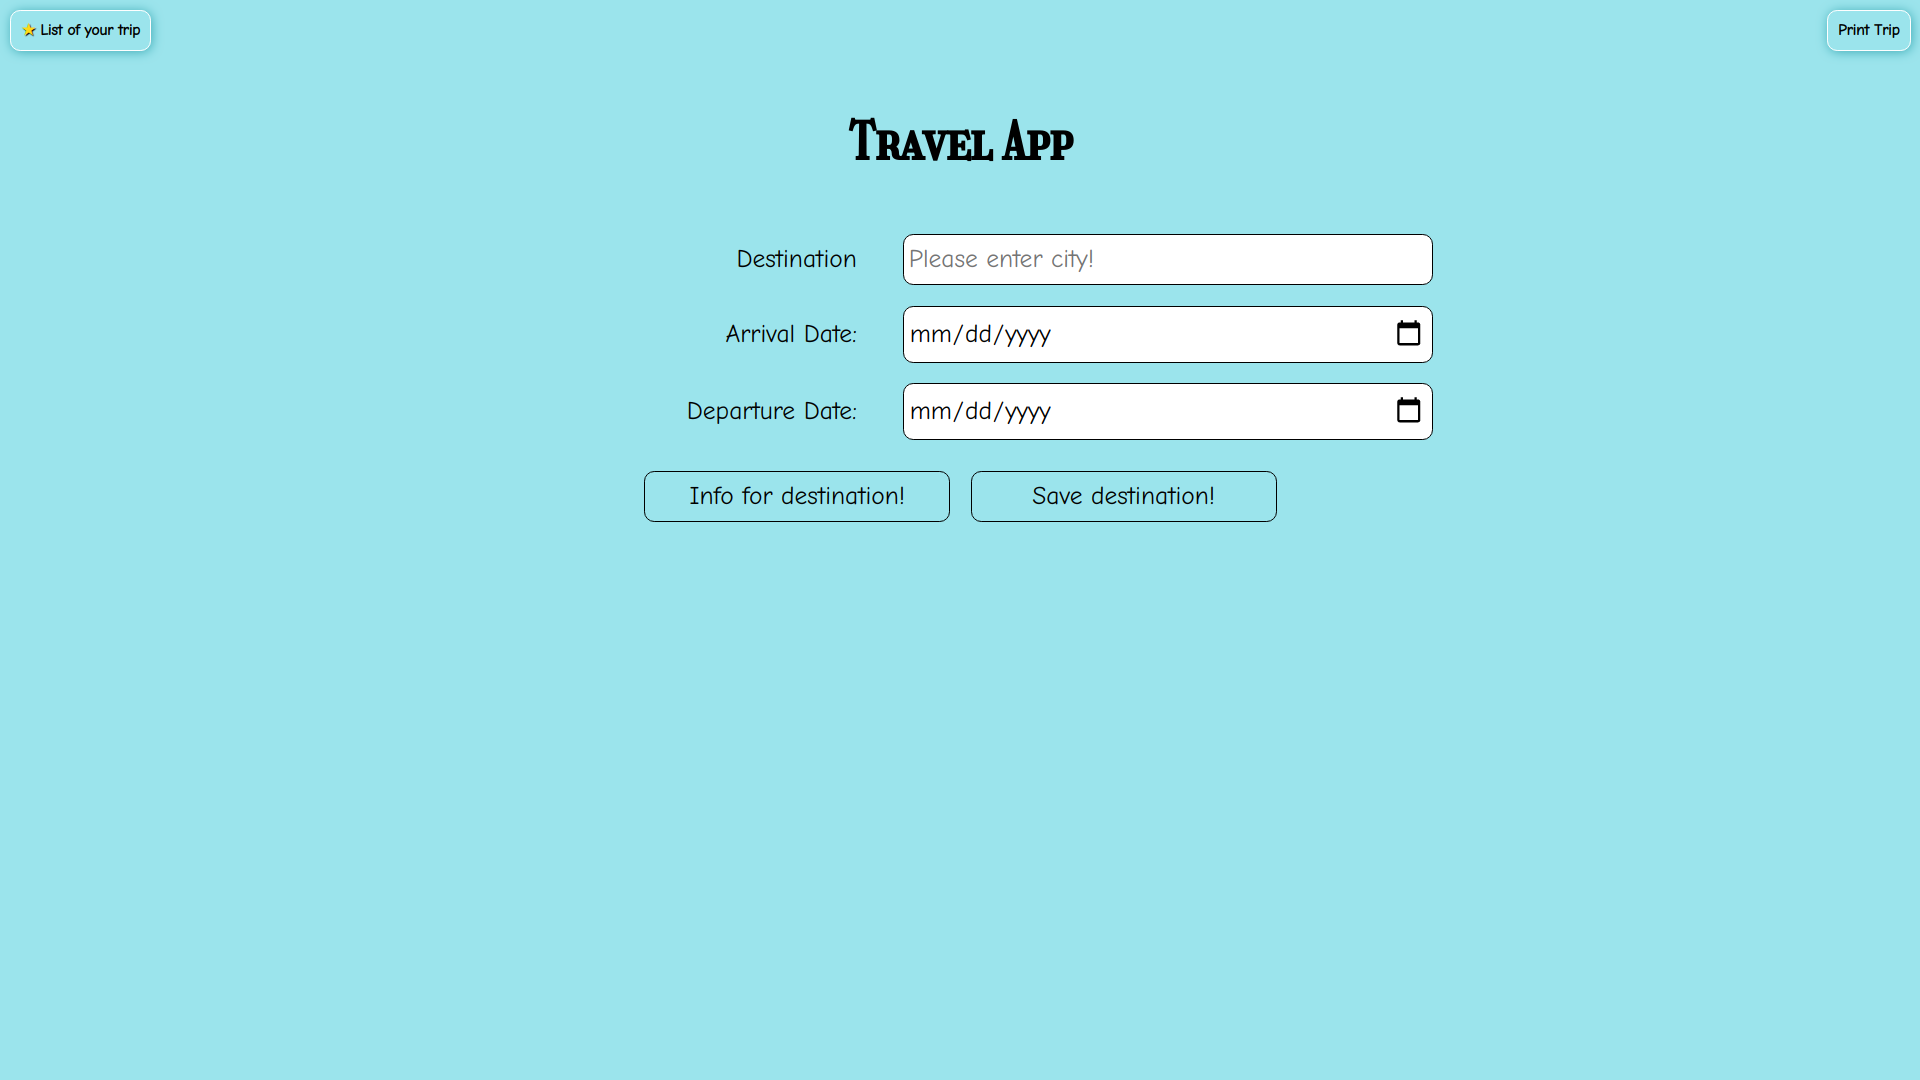 ⭐ List of your trip
Print Trip
Travel App
Destination
Please enter city!
Arrival Date:
mm/dd/yyyy
Departure Date:
mm/dd/yyyy
Info for destination!
Save destination!